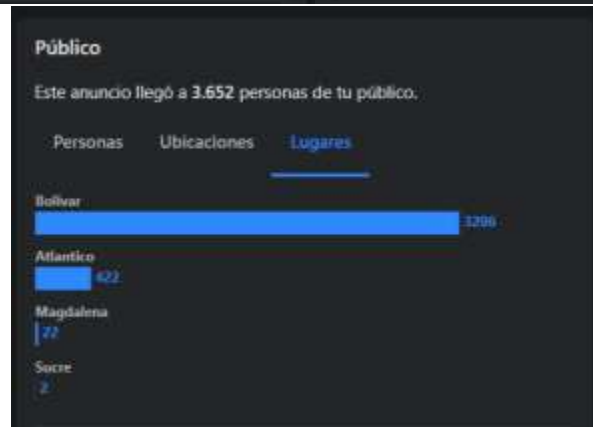 Público
Este anuncio llegó a 3.652 personas de tu público.
Personas Ubicaciones Lugares
Bolívar
3206
Atlantico
422
Magdalena
22
Sucre
2